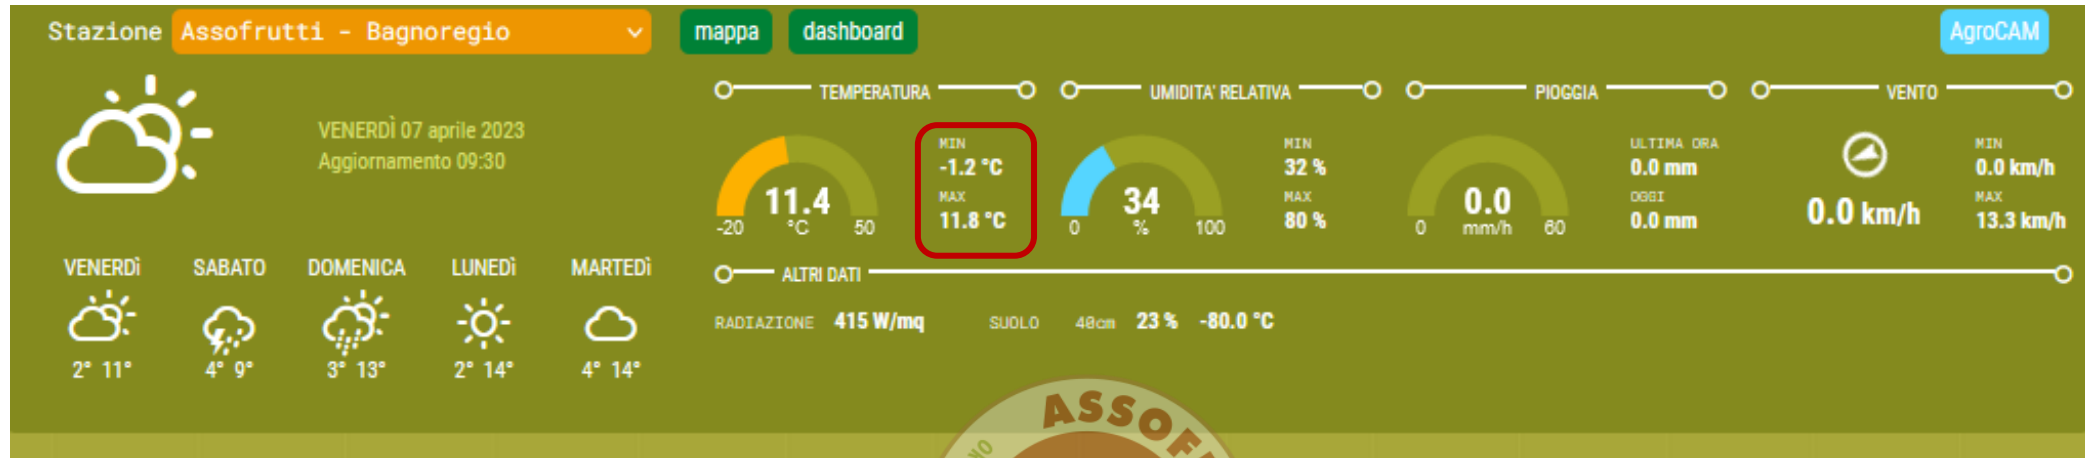 Stazione Assofrutti - Bagnoregio mappa dashboard AgroCAM
VENERDÌ 07 aprile 2023
Aggiornamento 09:30
TEMPERATURA
11.4
°C
-20 50
MIN
-1.2 °C
MAX
11.8 °C
UMIDITA' RELATIVA
34
%
0 100
MIN
32 %
MAX
80 %
PIOGGIA
0.0
mm/h
0 60
ULTIMA ORA
0.0 mm
OGGI
0.0 mm
VENTO
0.0 km/h
MIN
0.0 km/h
MAX
13.3 km/h
VENERDì SABATO DOMENICA LUNEDì MARTEDì
2° 11° 4° 9° 3° 13° 2° 14° 4° 14°
ALTRI DATI
RADIAZIONE 415 W/mq SUOLO 40cm 23 % -80.0 °C
ASSOF
NO